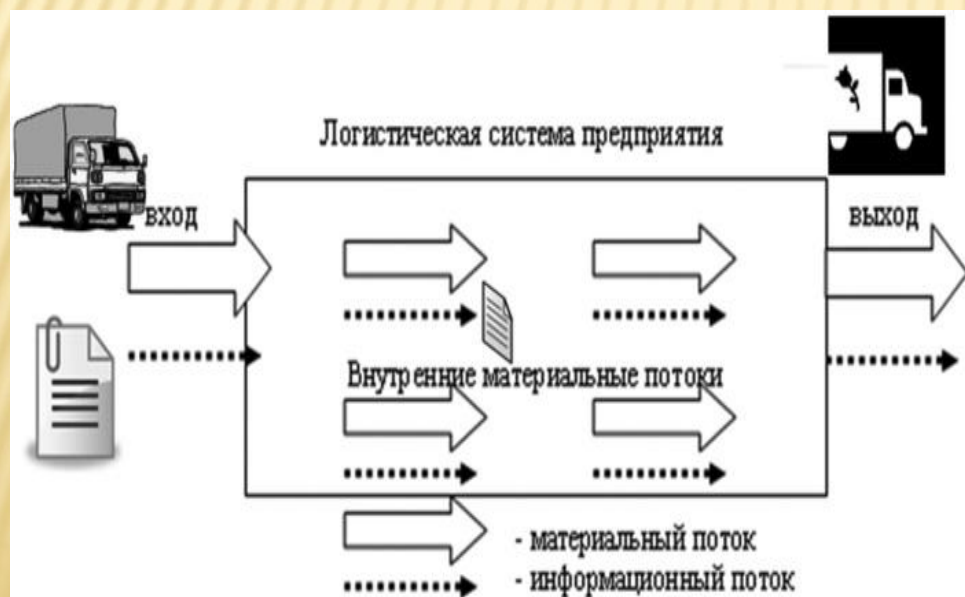 Логистическая система предприятия
вход
выход
Внутренние материальные потоки
- материальный поток
- информационный поток